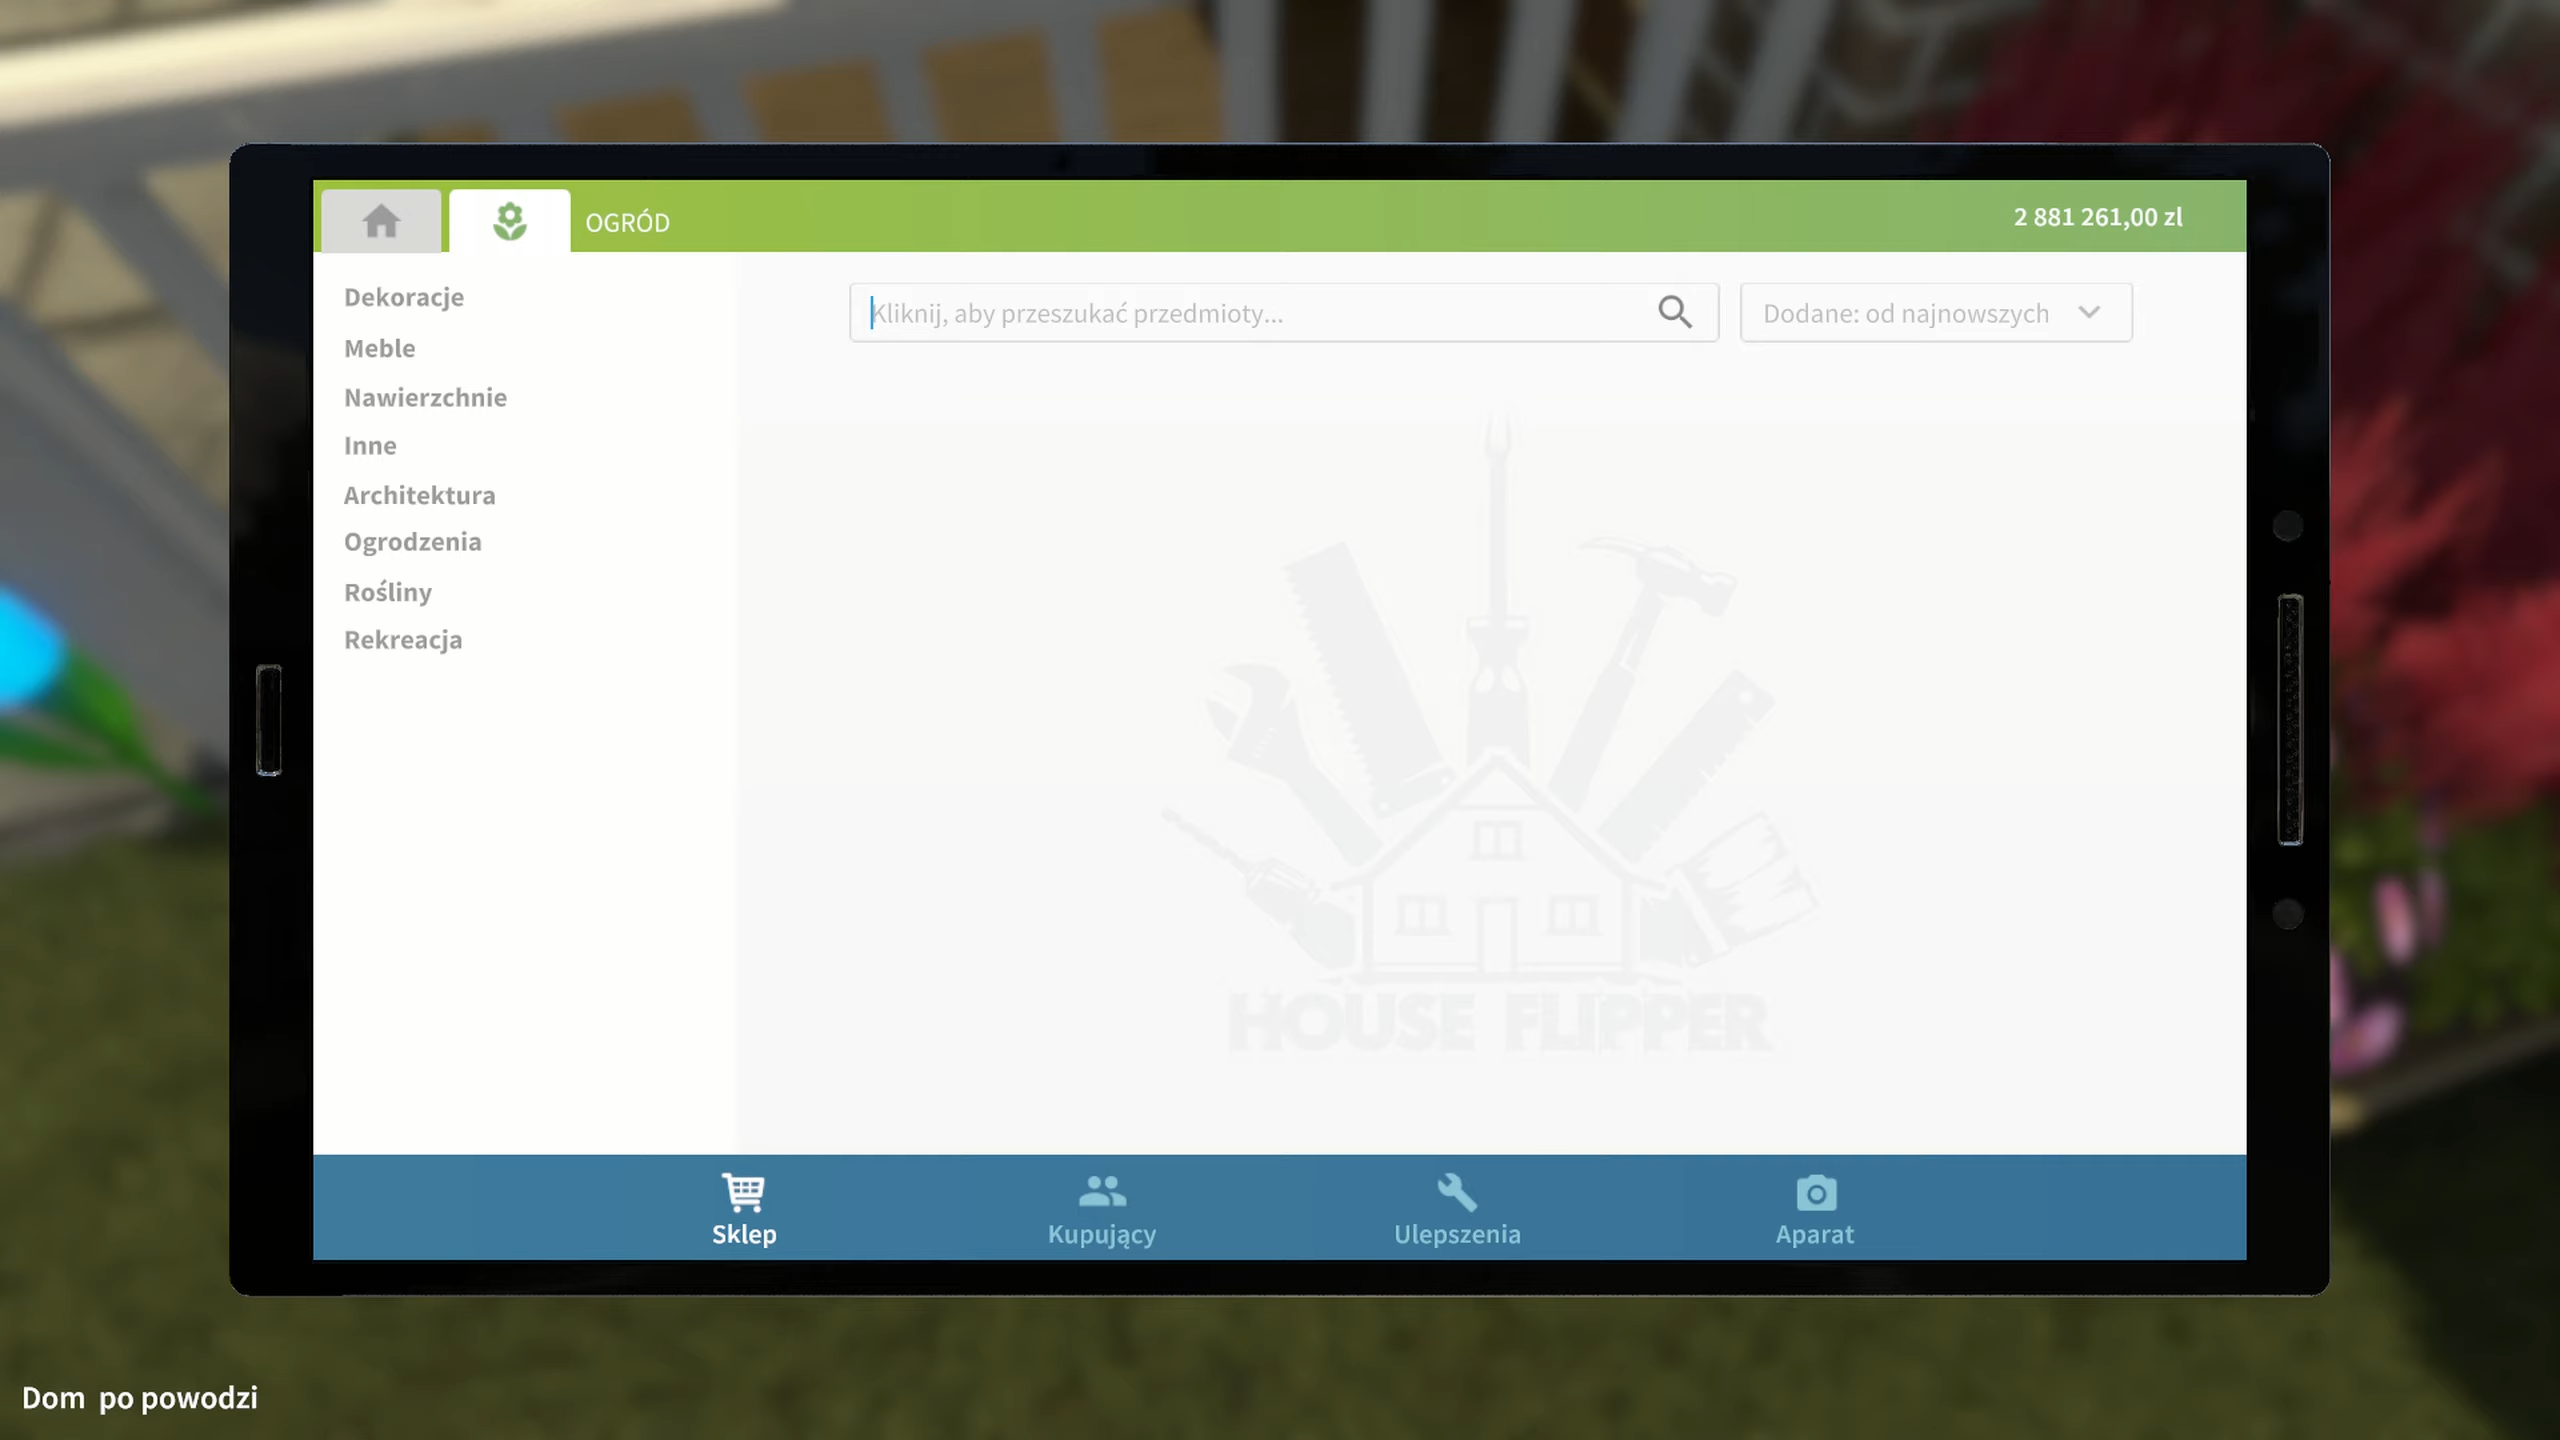 OGRÓD
2 881 261,00 zl
Dekoracje
Meble
Nawierzchnie
Inne
Architektura
Ogrodzenia
Rośliny
Rekreacja
Kliknij, aby przeszukać przedmioty...
Dodane: od najnowszych
HOUSE FLIPPER
Sklep
Kupujący
Ulepszenia
Aparat
Dom po powodzi